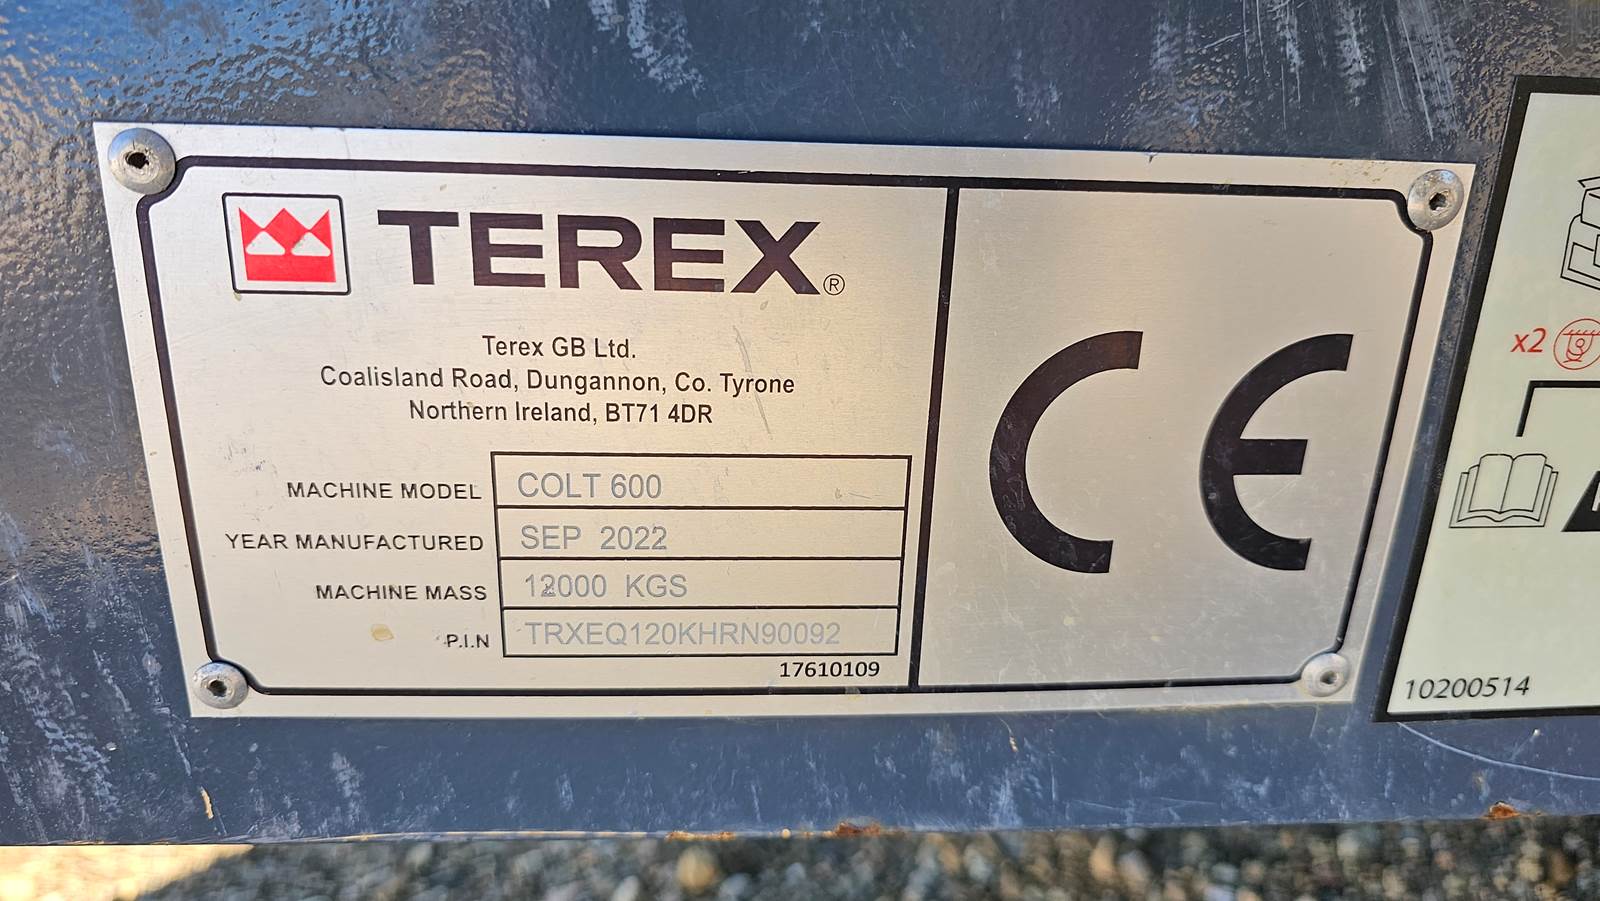 TEREX®
Terex GB Ltd.
Coalisland Road, Dungannon, Co. Tyrone
Northern Ireland, BT71 4DR
MACHINE MODEL COLT 600
YEAR MANUFACTURED SEP 2022
MACHINE MASS 12000 KGS
P.I.N TRXEQ120KHRN90092
17610109
CE
x2
10200514